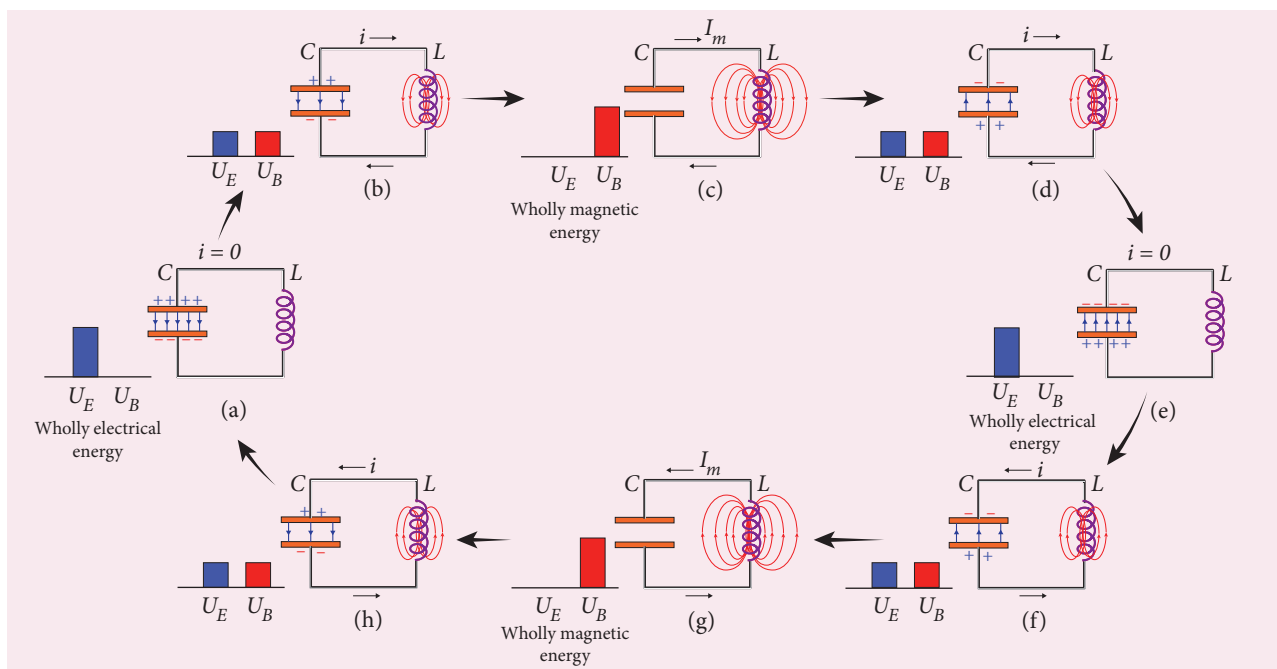 i
C
L
+ +
− −
U_E U_B
(b)
I_m
C
L
U_E U_B
(c)
Wholly magnetic
energy
i
C
L
− −
+ +
U_E U_B
(d)
i = 0
C
L
++ ++
− − − −
U_E U_B
(a)
Wholly electrical
energy
i = 0
C
L
− − − −
++ ++
U_E U_B
(e)
Wholly electrical
energy
i
C
L
− −
+ +
U_E U_B
(f)
I_m
C
L
U_E U_B
(g)
Wholly magnetic
energy
i
C
L
+ +
− −
U_E U_B
(h)